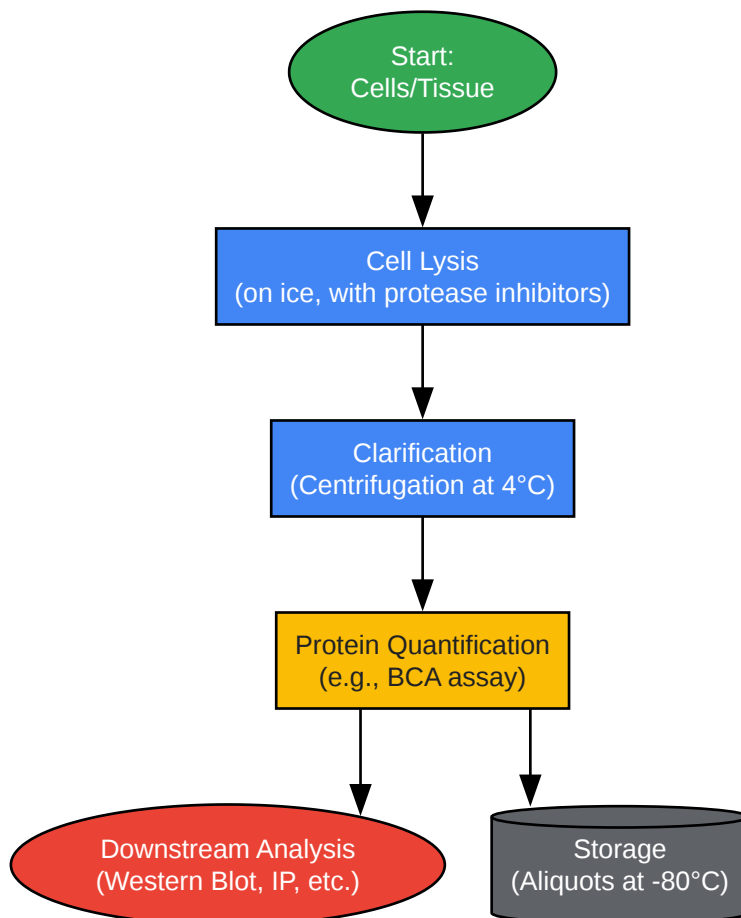 Start:
Cells/Tissue
Cell Lysis
(on ice, with protease inhibitors)
Clarification
(Centrifugation at 4°C)
Protein Quantification
(e.g., BCA assay)
Downstream Analysis
(Western Blot, IP, etc.)
Storage
(Aliquots at -80°C)